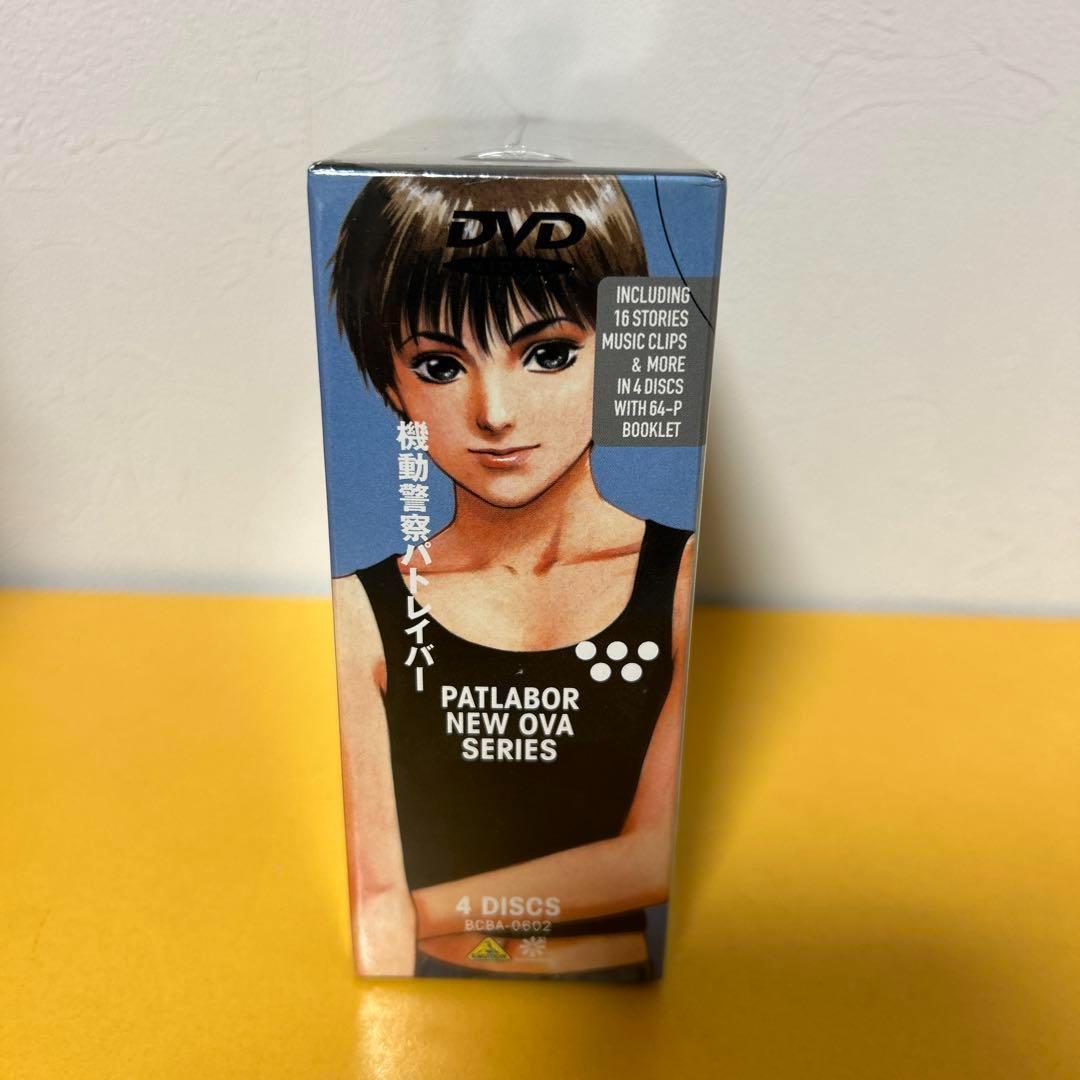 DVD
INCLUDING
16 STORIES
MUSIC CLIPS
& MORE
IN 4 DISCS
WITH 64-P
BOOKLET
機動警察パトレイバー
PATLABOR
NEW OVA
SERIES
4 DISCS
BCBA-0602